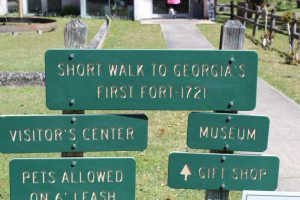 SHORT WALK TO GEORGIA'S
FIRST FORT-1721
VISITOR'S CENTER
MUSEUM
PETS ALLOWED
ON 6' LEASH
GIFT SHOP